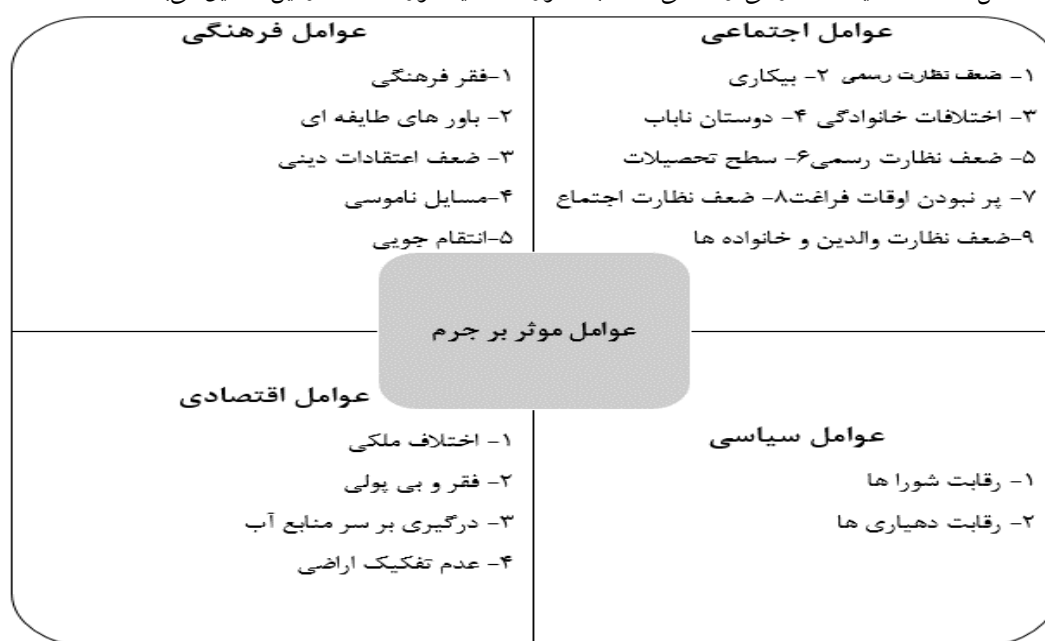 عوامل اجتماعی
۱- ضعف نظارت رسمی ۲- بیکاری
۳- اختلافات خانوادگی ۴- دوستان ناباب
۵- ضعف نظارت رسمی۶- سطح تحصیلات
۷- پر نبودن اوقات فراغت۸- ضعف نظارت اجتماع
۹-ضعف نظارت والدین و خانواده ها
عوامل فرهنگی
۱-فقر فرهنگی
۲- باور های طایفه ای
۳- ضعف اعتقادات دینی
۴-مسایل ناموسی
۵-انتقام جویی
عوامل موثر بر جرم
عوامل سیاسی
۱- رقابت شورا ها
۲- رقابت دهیاری ها
عوامل اقتصادی
۱- اختلاف ملکی
۲- فقر و بی پولی
۳- درگیری بر سر منابع آب
۴- عدم تفکیک اراضی